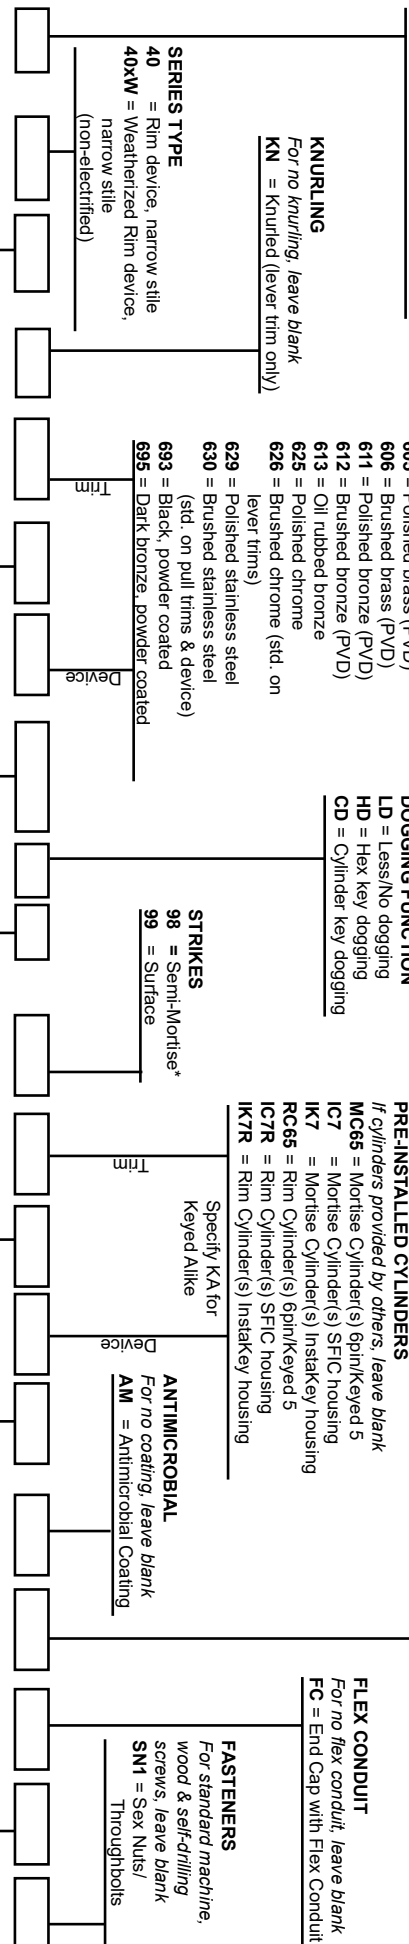 SERIES TYPE
40 = Rim device, narrow stile
40xW = Weatherized Rim device,
narrow stile
(non-electrified)
KNURLING
For no knurling, leave blank
KN = Knurled (lever trim only)
606 = Brushed brass (PVD)
611 = Polished bronze (PVD)
612 = Brushed bronze (PVD)
613 = Oil rubbed bronze
625 = Polished chrome
626 = Brushed chrome (std. on
lever trims)
629 = Polished stainless steel
630 = Brushed stainless steel
(std. on pull trims & device)
693 = Black, powder coated
695 = Dark bronze, powder coated
Trim
Device
DOGGING FUNCTION
LD = Less/No dogging
HD = Hex key dogging
CD = Cylinder key dogging
STRIKES
98 = Semi-Mortise*
99 = Surface
PRE-INSTALLED CYLINDERS
If cylinders provided by others, leave blank
MC65 = Mortise Cylinder(s) 6pin/Keyed 5
IC7 = Mortise Cylinder(s) SFIC housing
IK7 = Mortise Cylinder(s) InstaKey housing
RC65 = Rim Cylinder(s) 6pin/Keyed 5
IC7R = Rim Cylinder(s) SFIC housing
IK7R = Rim Cylinder(s) InstaKey housing
Specify KA for
Keyed Alike
Trim
Device
ANTIMICROBIAL
For no coating, leave blank
AM = Antimicrobial Coating
FLEX CONDUIT
For no flex conduit, leave blank
FC = End Cap with Flex Conduit
FASTENERS
For standard machine,
wood & self-drilling
screws, leave blank
SN1 = Sex Nuts/
Throughbolts